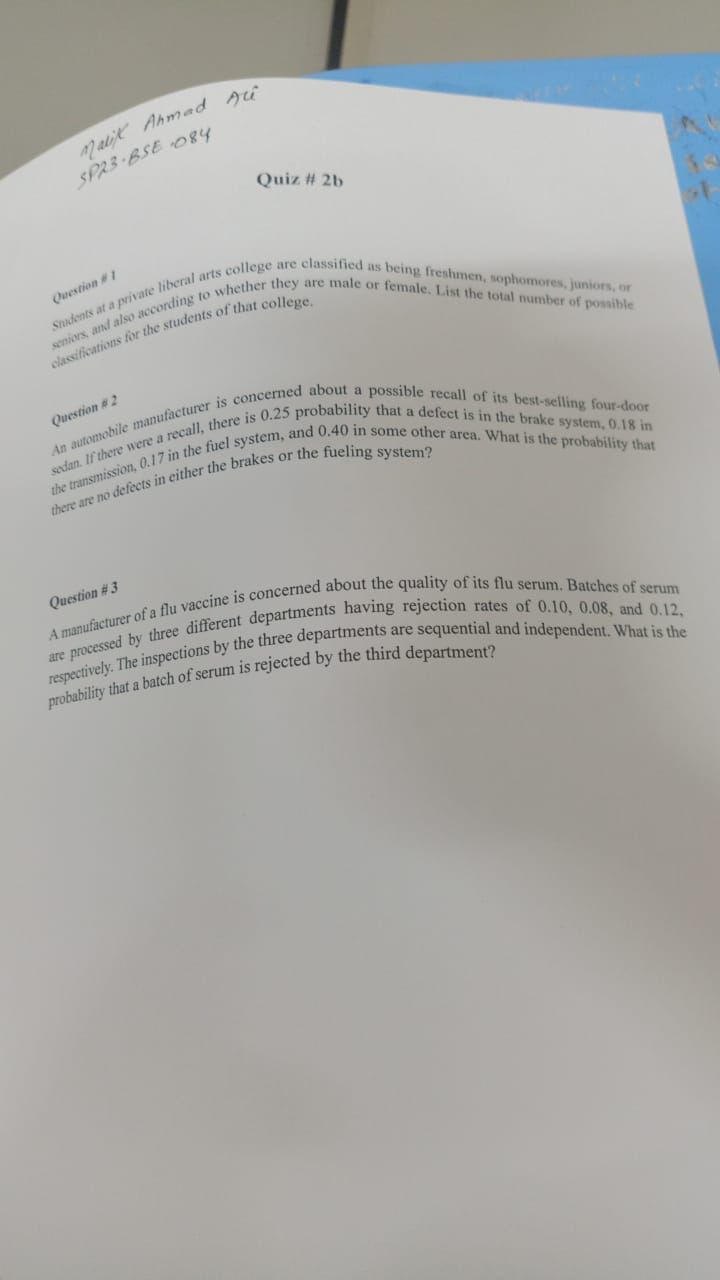 Malik Ahmad Ali
SP23-BSE-084
Quiz # 2b
Question # 1
Students at a private liberal arts college are classified as being freshmen, sophomores, juniors, or
seniors, and also according to whether they are male or female. List the total number of possible
classifications for the students of that college.
Question # 2
An automobile manufacturer is concerned about a possible recall of its best-selling four-door
sedan. If there were a recall, there is 0.25 probability that a defect is in the brake system, 0.18 in
the transmission, 0.17 in the fuel system, and 0.40 in some other area. What is the probability that
there are no defects in either the brakes or the fueling system?
Question # 3
A manufacturer of a flu vaccine is concerned about the quality of its flu serum. Batches of serum
are processed by three different departments having rejection rates of 0.10, 0.08, and 0.12,
respectively. The inspections by the three departments are sequential and independent. What is the
probability that a batch of serum is rejected by the third department?